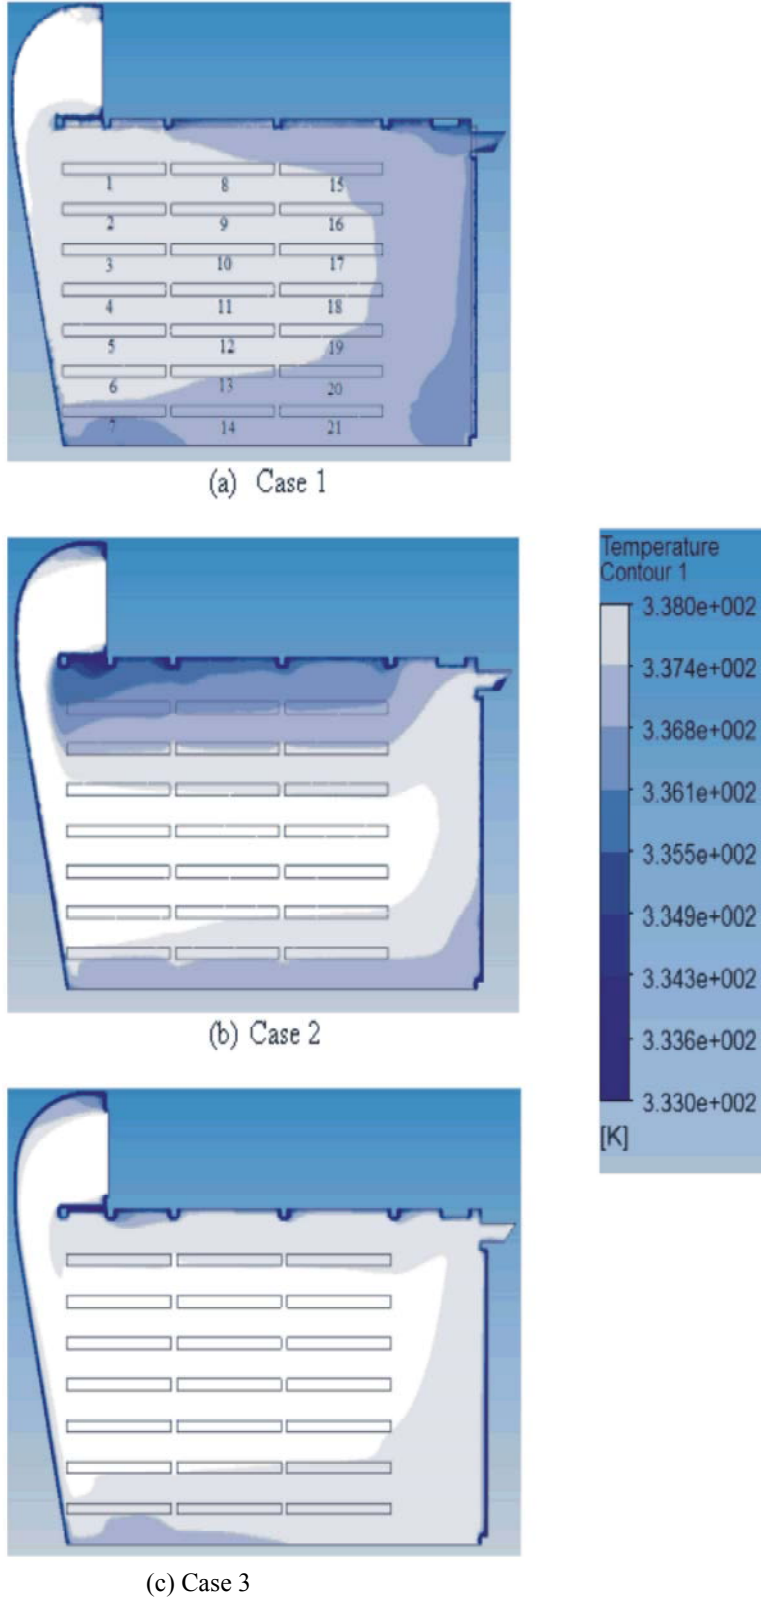 1 8 15
2 9 16
3 10 17
4 11 18
5 12 19
6 13 20
7 14 21
(a) Case 1
(b) Case 2
Temperature
Contour 1
3.380e+002
3.374e+002
3.368e+002
3.361e+002
3.355e+002
3.349e+002
3.343e+002
3.336e+002
3.330e+002
[K]
(c) Case 3